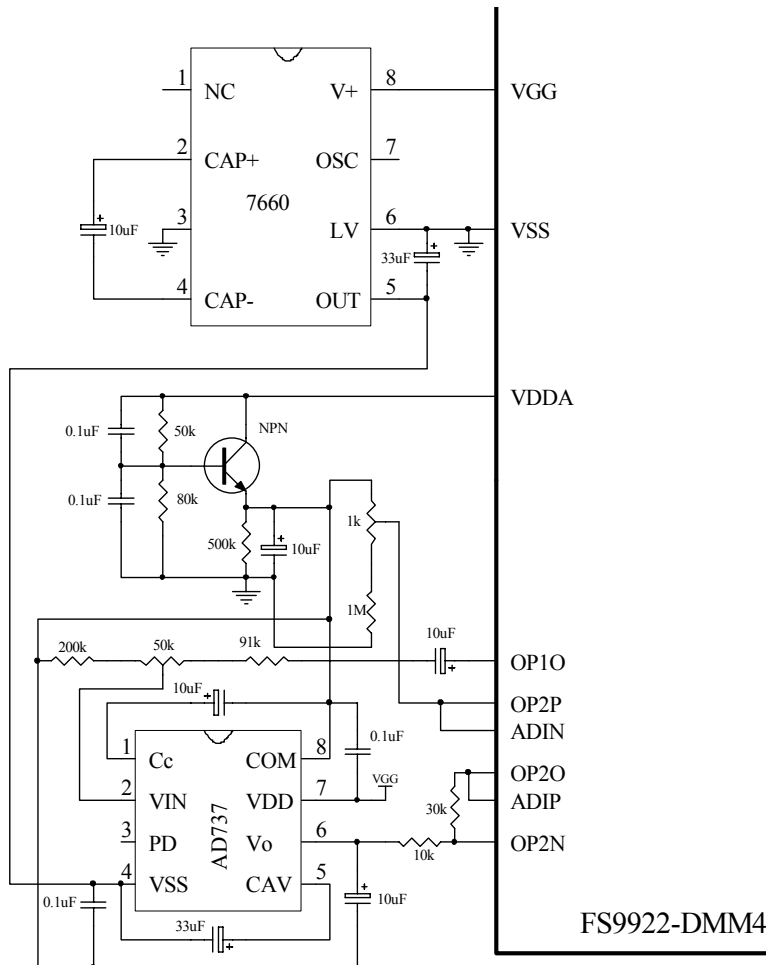 1 NC V+ 8 VGG
2 CAP+ OSC 7
7660
10uF
3 LV 6 VSS
33uF
4 CAP- OUT 5
VDDA
0.1uF 50k NPN
0.1uF 80k
1k
500k 10uF
1M
200k 50k 91k 10uF OP1O
10uF OP2P
ADIN
1 Cc COM 8 0.1uF
VGG OP2O
2 VIN VDD 7 30k ADIP
AD737
3 PD Vo 6 10k OP2N
4 VSS CAV 5
0.1uF 10uF
33uF
FS9922-DMM4